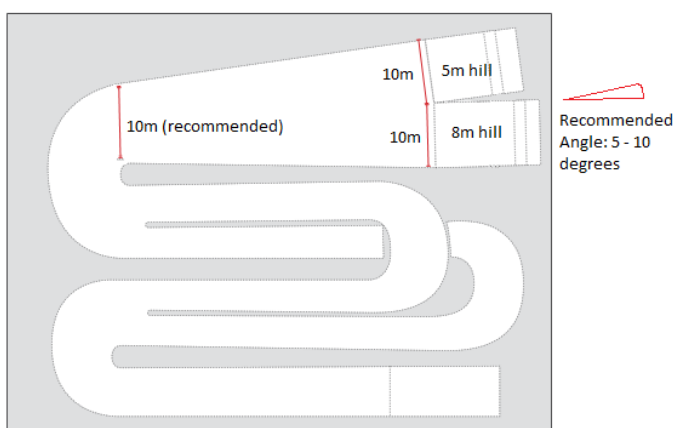 10m
5m hill
10m (recommended)
10m
8m hill
Recommended
Angle: 5 - 10
degrees